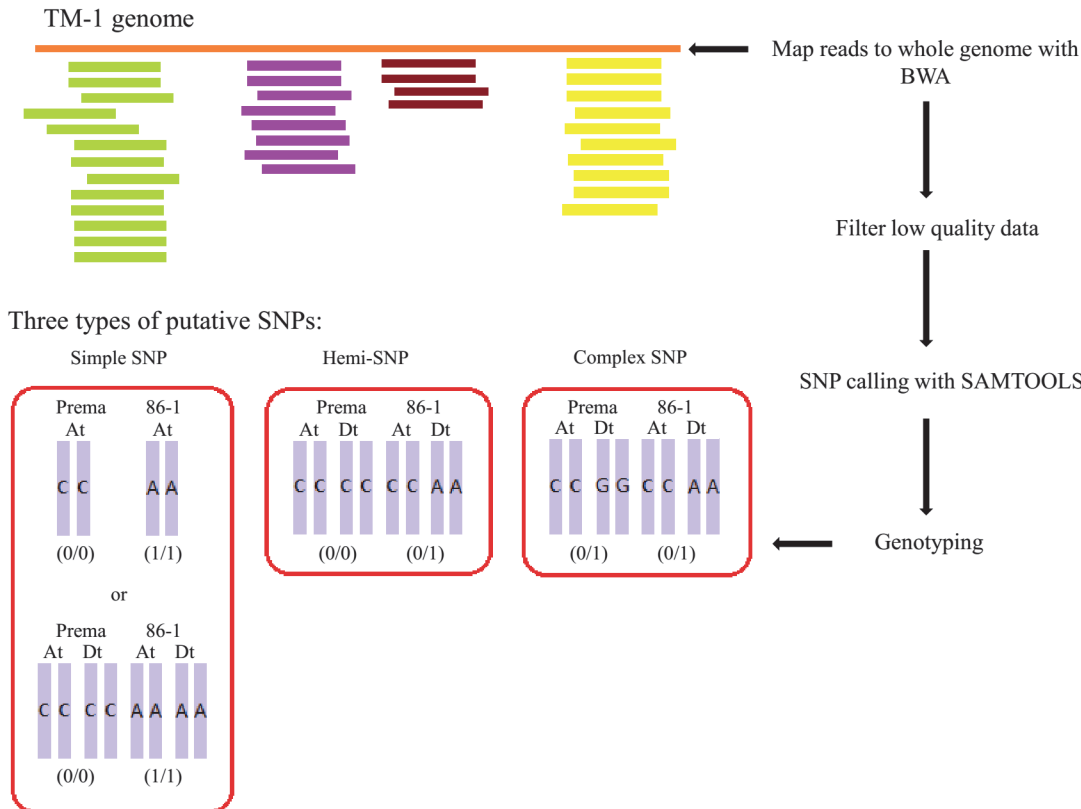 TM-1 genome
Map reads to whole genome with
BWA
Filter low quality data
SNP calling with SAMTOOLS
Genotyping
Three types of putative SNPs:
Simple SNP
Prema 86-1
At At
C C A A
(0/0) (1/1)
or
Prema 86-1
At Dt At Dt
C C C C A A A A
(0/0) (1/1)
Hemi-SNP
Prema 86-1
At Dt At Dt
C C C C C C A A
(0/0) (0/1)
Complex SNP
Prema 86-1
At Dt At Dt
C C G G C C A A
(0/1) (0/1)